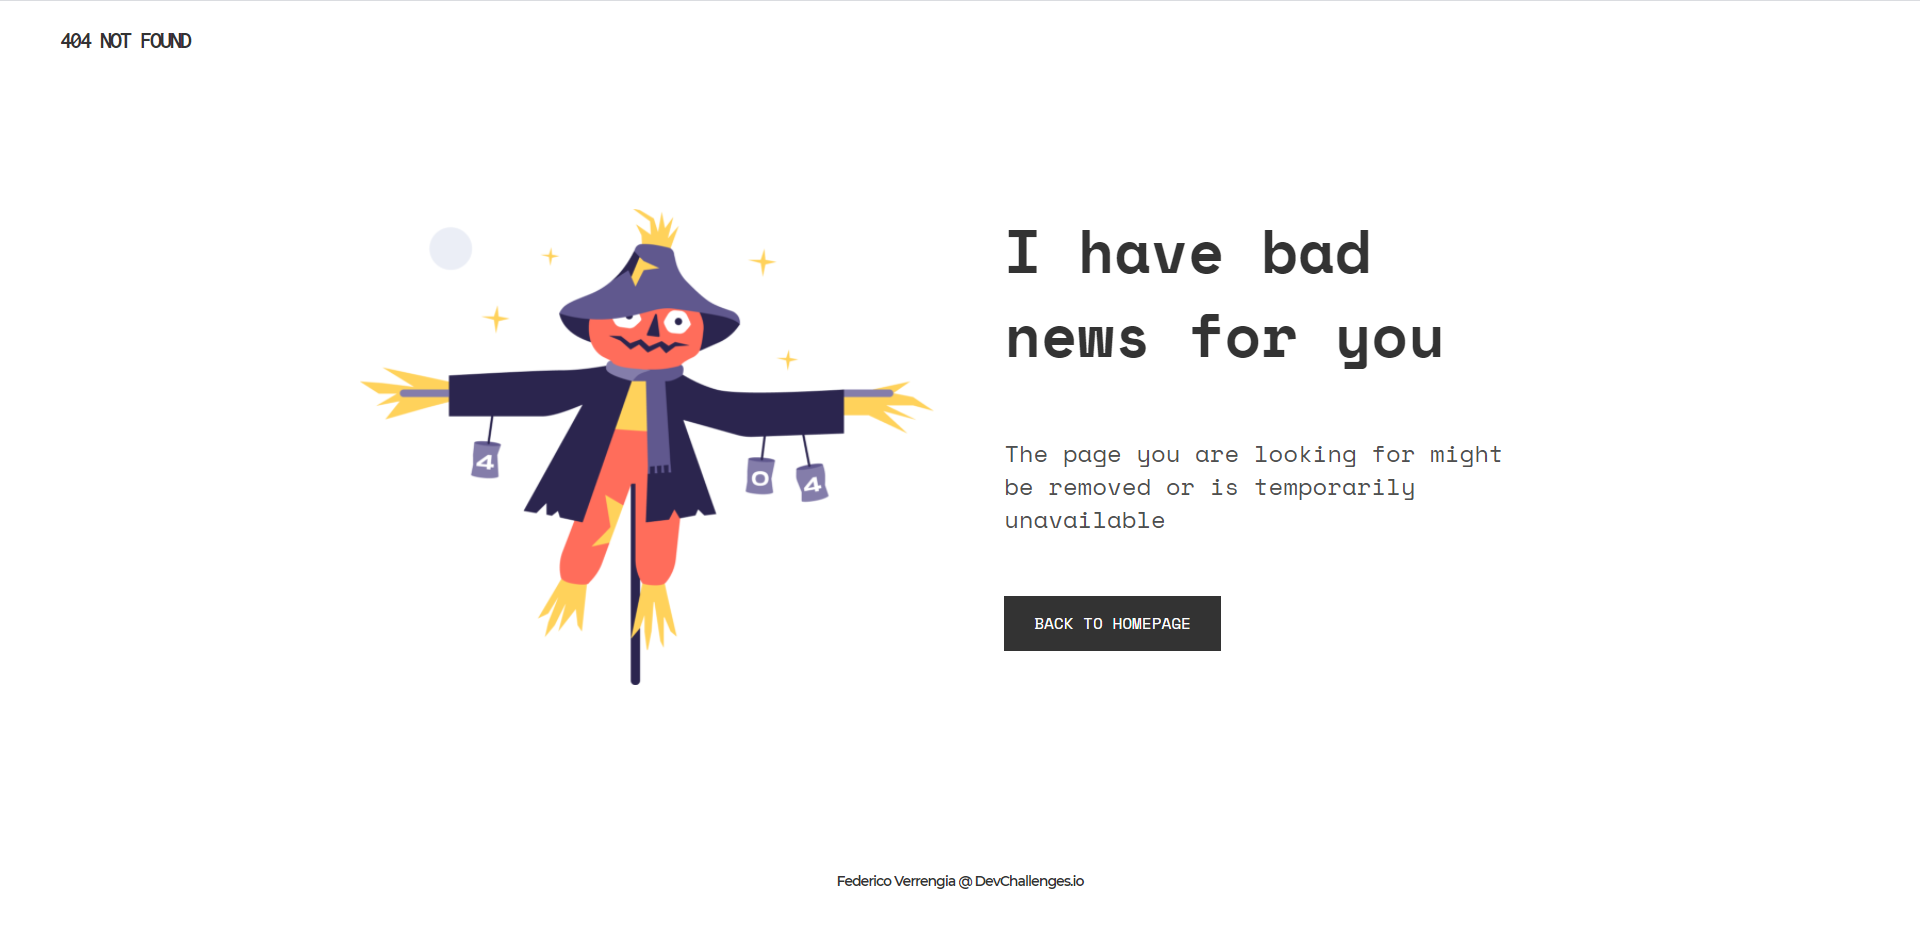 404 NOT FOUND
I have bad
news for you
4
0
4
The page you are looking for might
be removed or is temporarily
unavailable
BACK TO HOMEPAGE
Federico Verrengia @ DevChallenges.io